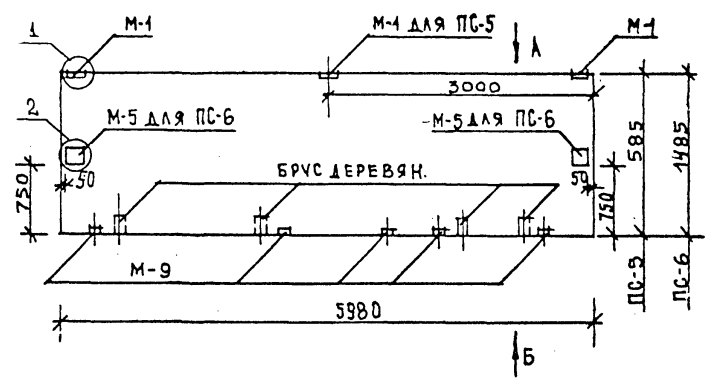 1
М-1
М-1 ДЛЯ ПС-5
А
М-1
3000
2
М-5 ДЛЯ ПС-6
М-5 ДЛЯ ПС-6
585
1485
БРУС ДЕРЕВЯН.
50
50
750
750
М-9
ПС-5
ПС-6
5980
Б